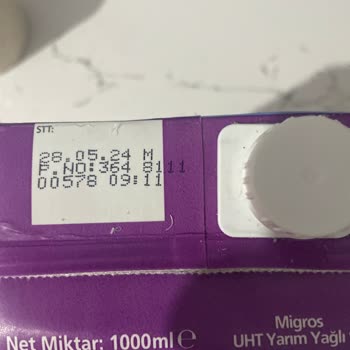 STT:
28.05.24 M
P.NO:364 8111
00578 09:11
Net Miktar: 1000ml e
Migros
UHT Yarım Yağlı